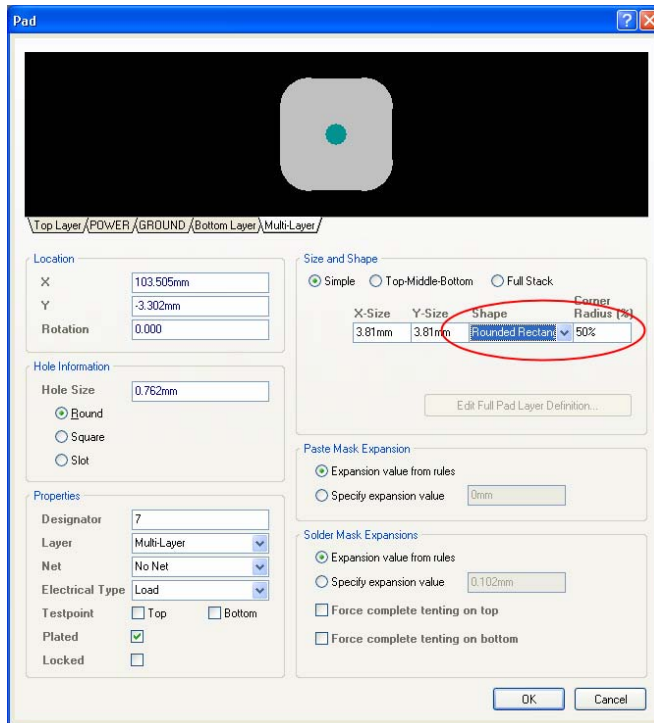 Pad
Top Layer POWER GROUND Bottom Layer Multi-Layer
Location
X 103.505mm
Y -3.302mm
Rotation 0.000
Hole Information
Hole Size 0.762mm
Round
Square
Slot
Properties
Designator 7
Layer Multi-Layer
Net No Net
Electrical Type Load
Testpoint Top Bottom
Plated
Locked
Size and Shape
Simple Top-Middle-Bottom Full Stack
X-Size Y-Size Shape Corner Radius (%)
3.81mm 3.81mm Rounded Rectang 50%
Edit Full Pad Layer Definition...
Paste Mask Expansion
Expansion value from rules
Specify expansion value 0mm
Solder Mask Expansions
Expansion value from rules
Specify expansion value 0.102mm
Force complete tenting on top
Force complete tenting on bottom
OK Cancel